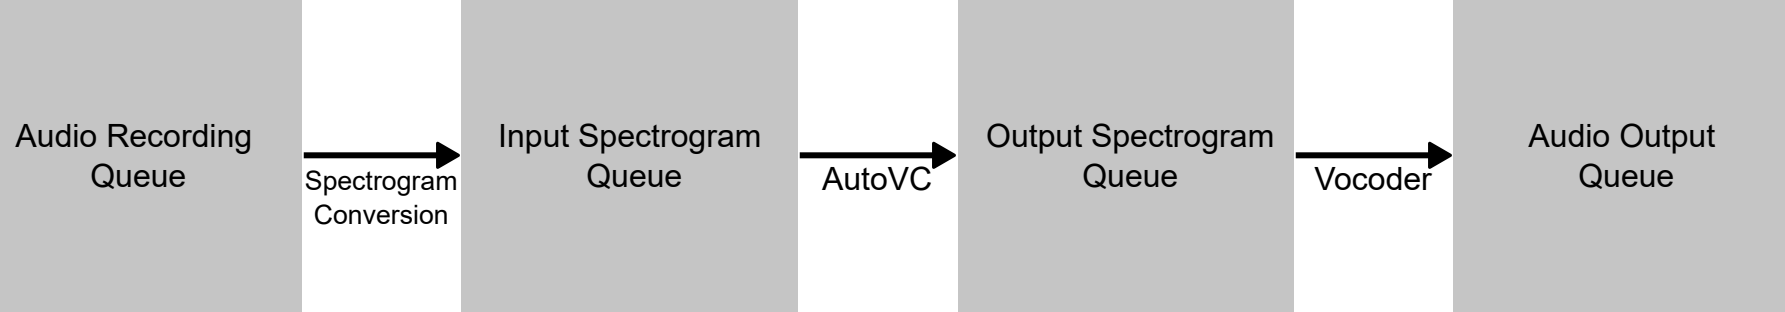 Audio Recording
Queue
Spectrogram
Conversion
Input Spectrogram
Queue
AutoVC
Output Spectrogram
Queue
Vocoder
Audio Output
Queue